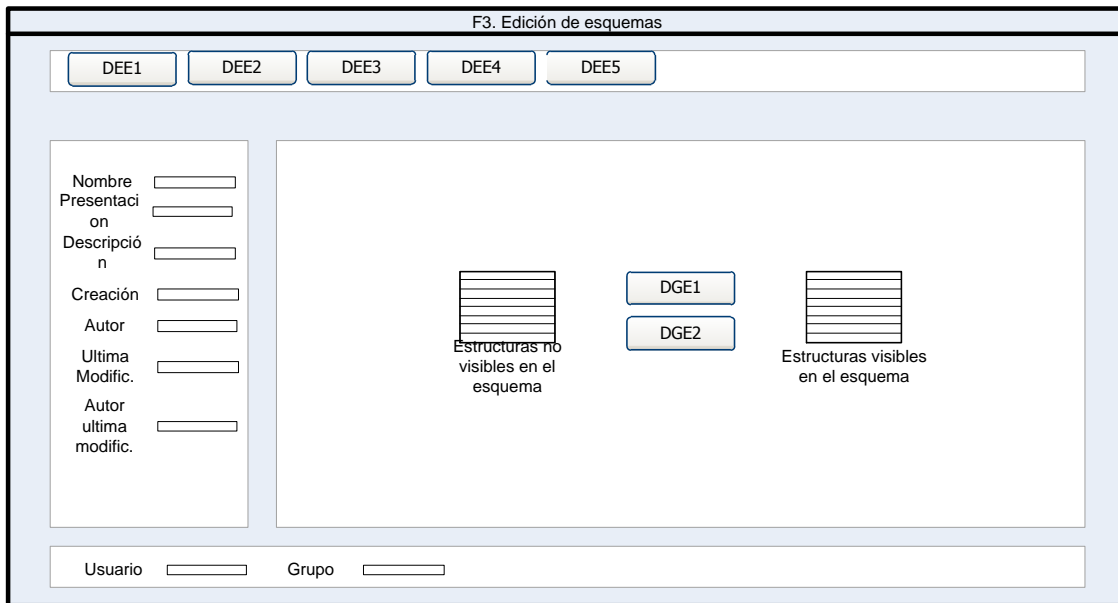 F3. Edición de esquemas
DEE1 DEE2 DEE3 DEE4 DEE5
Nombre
Presentaci
on
Descripció
n
Creación
Autor
Ultima
Modific.
Autor
ultima
modific.
DGE1
DGE2
Estructuras no
visibles en el
esquema
Estructuras visibles
en el esquema
Usuario Grupo